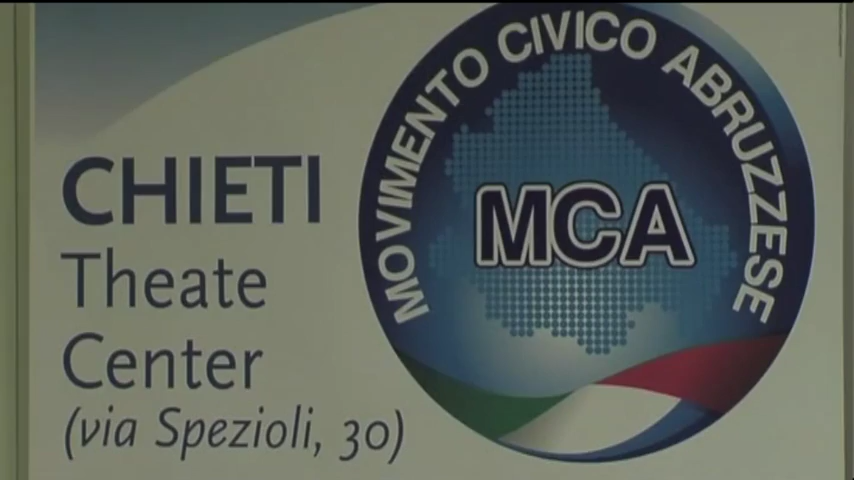 CHIETI
Theate
Center
(via Spezioli, 30)
MOVIMENTO CIVICO ABRUZZESE
MCA